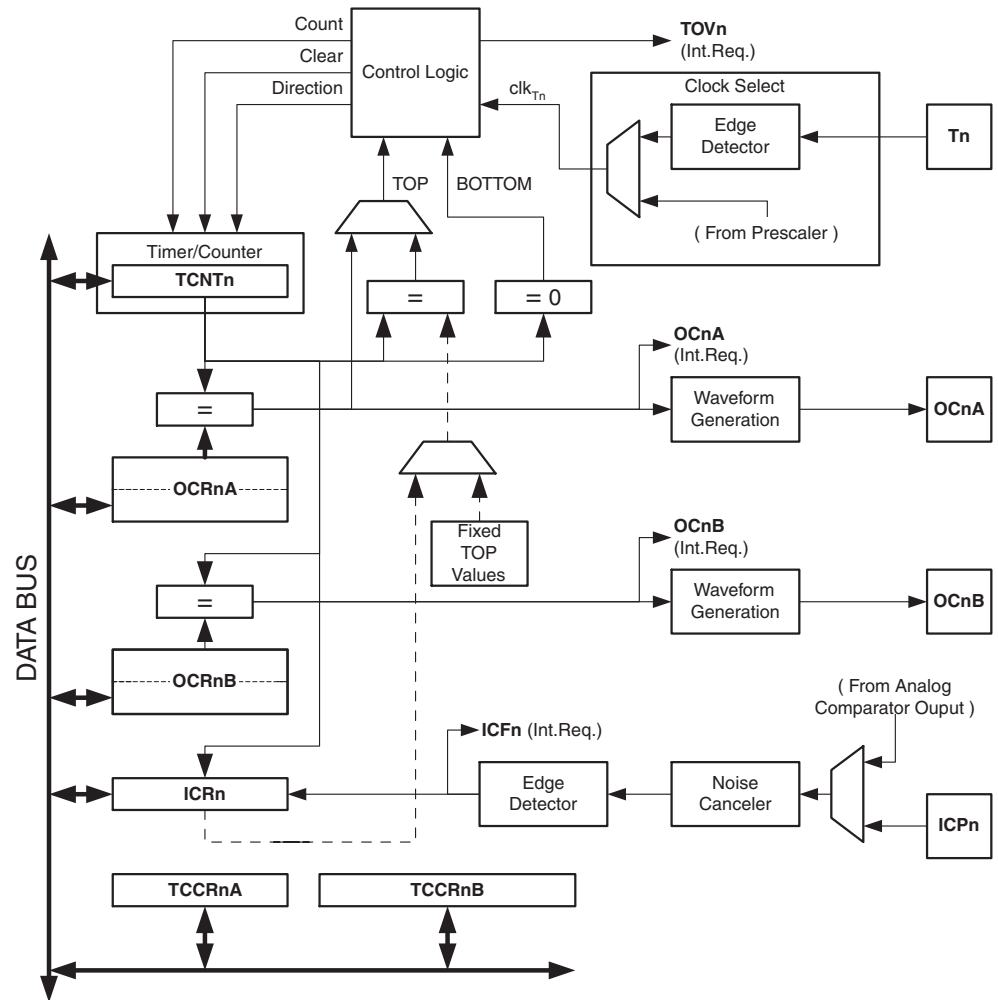 Count
Clear
Direction
Control Logic
TOVn
(Int.Req.)
clkTn
Clock Select
Edge
Detector
Tn
( From Prescaler )
TOP
BOTTOM
Timer/Counter
TCNTn
=
= 0
OCnA
(Int.Req.)
=
Waveform
Generation
OCnA
OCRnA
Fixed
TOP
Values
OCnB
(Int.Req.)
=
Waveform
Generation
OCnB
DATA BUS
OCRnB
( From Analog
Comparator Ouput )
ICFn (Int.Req.)
ICRn
Edge
Detector
Noise
Canceler
ICPn
TCCRnA
TCCRnB